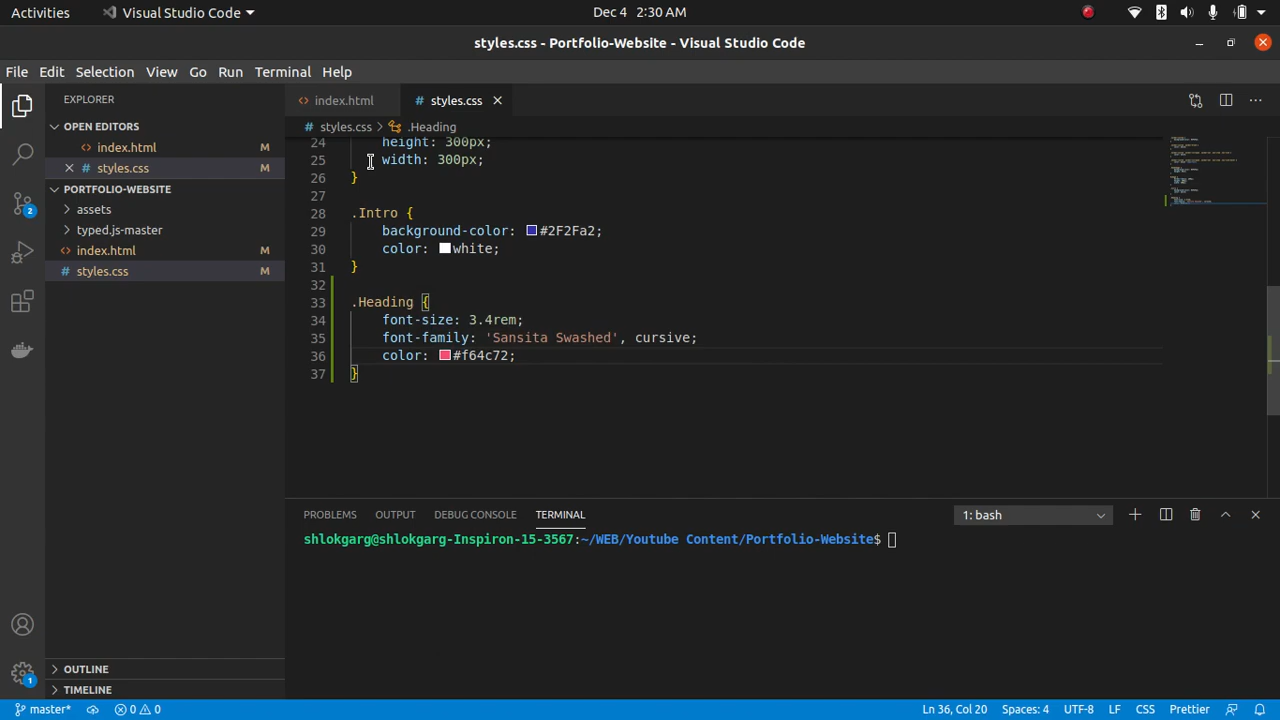 Activities
Visual Studio Code
Dec 4 2:30 AM
styles.css - Portfolio-Website - Visual Studio Code
File Edit Selection View Go Run Terminal Help
EXPLORER
OPEN EDITORS
index.html M
styles.css M
PORTFOLIO-WEBSITE
assets
typed.js-master
index.html M
styles.css M
OUTLINE
TIMELINE
2
1
index.html
styles.css
styles.css > .Heading
24 height: 300px;
25 width: 300px;
26 }
27
28 .Intro {
29 background-color: #2F2Fa2;
30 color: white;
31 }
32
33 .Heading {
34 font-size: 3.4rem;
35 font-family: 'Sansita Swashed', cursive;
36 color: #f64c72;
37 }
PROBLEMS OUTPUT DEBUG CONSOLE TERMINAL 1: bash
shlokgarg@shlokgarg-Inspiron-15-3567:~/WEB/Youtube Content/Portfolio-Website$
master* 0 0 Ln 36, Col 20 Spaces: 4 UTF-8 LF CSS Prettier